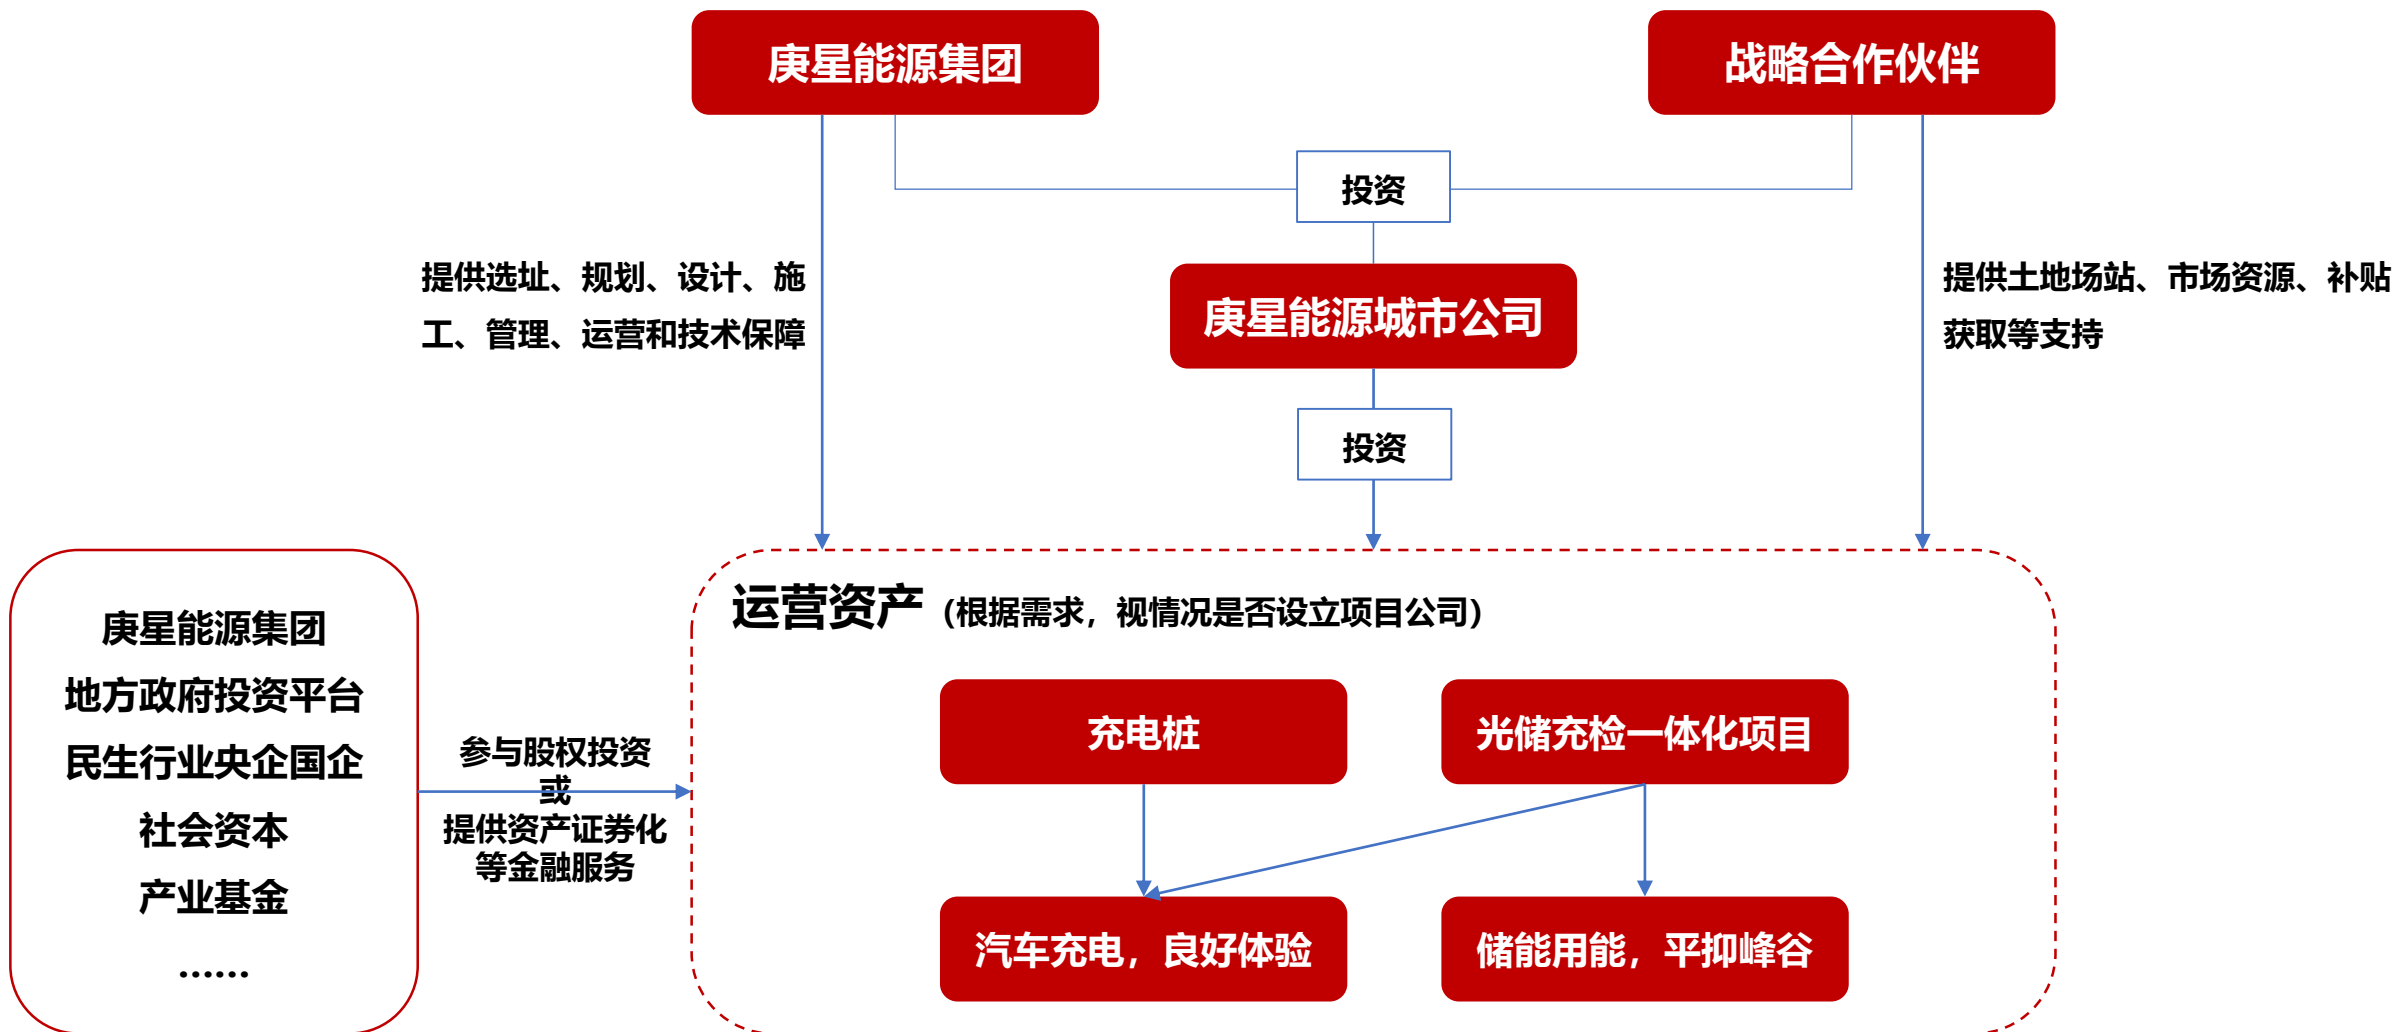 庚星能源集团
战略合作伙伴
投资
提供选址、规划、设计、施
工、管理、运营和技术保障
庚星能源城市公司
提供土地场站、市场资源、补贴
获取等支持
投资
运营资产（根据需求，视情况是否设立项目公司）
庚星能源集团
地方政府投资平台
民生行业央企国企
社会资本
产业基金
……
参与股权投资
或
提供资产证券化
等金融服务
充电桩
光储充检一体化项目
汽车充电，良好体验
储能用能，平抑峰谷